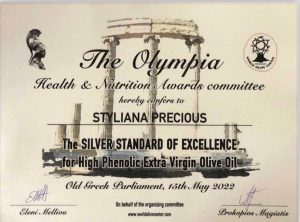 The Olympia
Health & Nutrition Awards committee
hereby confers to
STYLIANA PRECIOUS
The SILVER STANDARD OF EXCELLENCE
for High Phenolic Extra Virgin Olive Oil
Old Greek Parliament, 15th May 2022
On behalf of the organizing committee
Eleni Melliou
www.worldolivecenter.com
Prokopios Magiatis